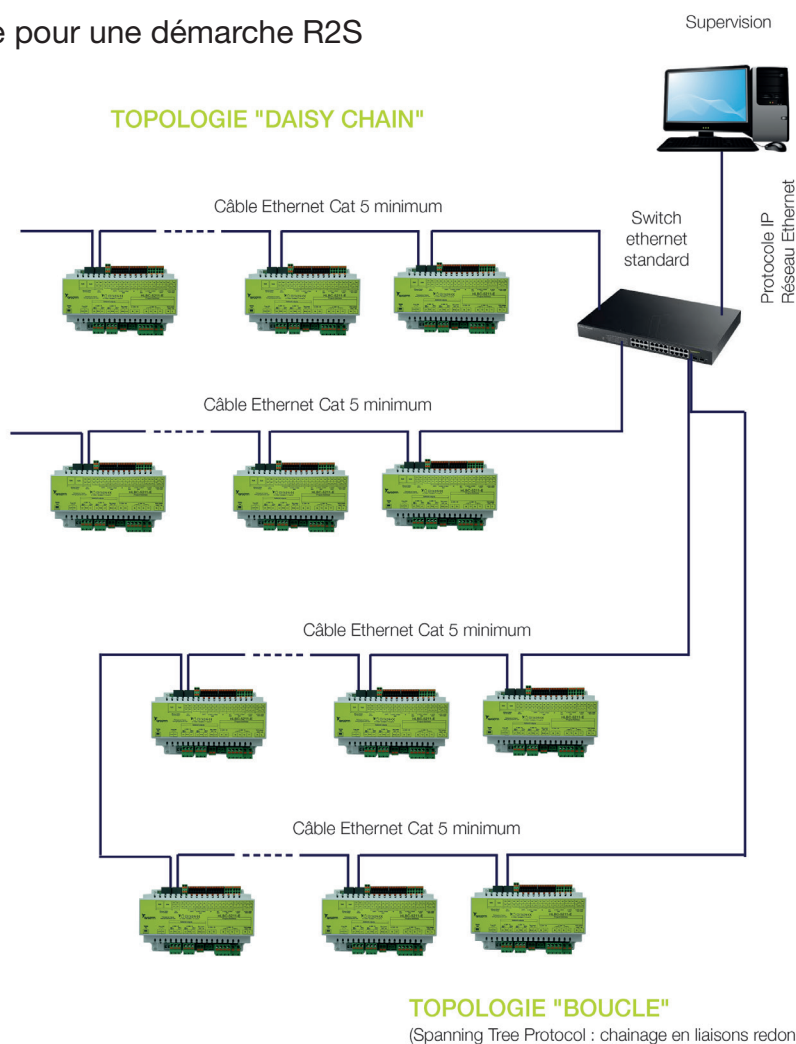 e pour une démarche R2S
Supervision
TOPOLOGIE "DAISY CHAIN"
Protocole IP
Réseau Ethernet
Câble Ethernet Cat 5 minimum
Switch
ethernet
standard
Câble Ethernet Cat 5 minimum
Câble Ethernet Cat 5 minimum
Câble Ethernet Cat 5 minimum
TOPOLOGIE "BOUCLE"
(Spanning Tree Protocol : chainage en liaisons redon